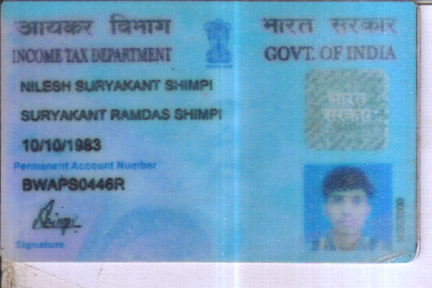 आयकर विभाग
भारत सरकार
INCOME TAX DEPARTMENT
GOVT. OF INDIA
NILESH SURYAKANT SHIMPI
SURYAKANT RAMDAS SHIMPI
10/10/1983
Permanent Account Number
BWAPS0446R
भारत
सरकार
Signature